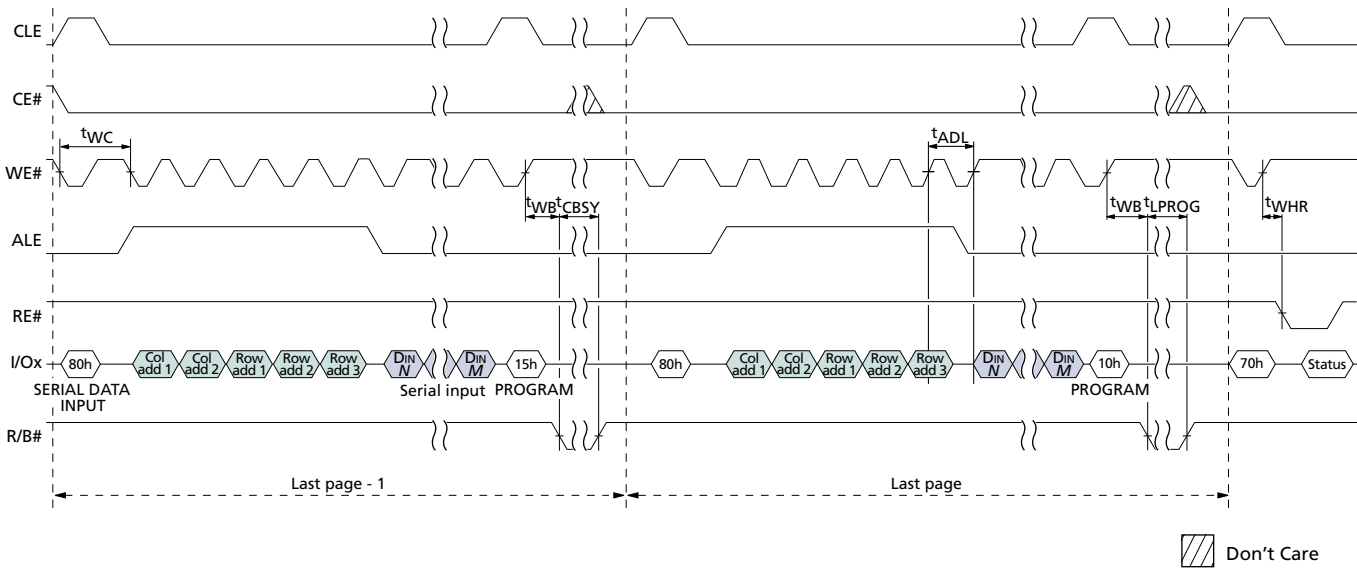 CLE
CE#
tWC
tADL
WE#
tWB tCBSY
tWB tLPROG
tWHR
ALE
RE#
I/Ox
80h
Col add 1
Col add 2
Row add 1
Row add 2
Row add 3
DIN N
DIN M
15h
80h
Col add 1
Col add 2
Row add 1
Row add 2
Row add 3
DIN N
DIN M
10h
70h
Status
SERIAL DATA
INPUT
Serial input
PROGRAM
PROGRAM
R/B#
Last page - 1
Last page
Don't Care